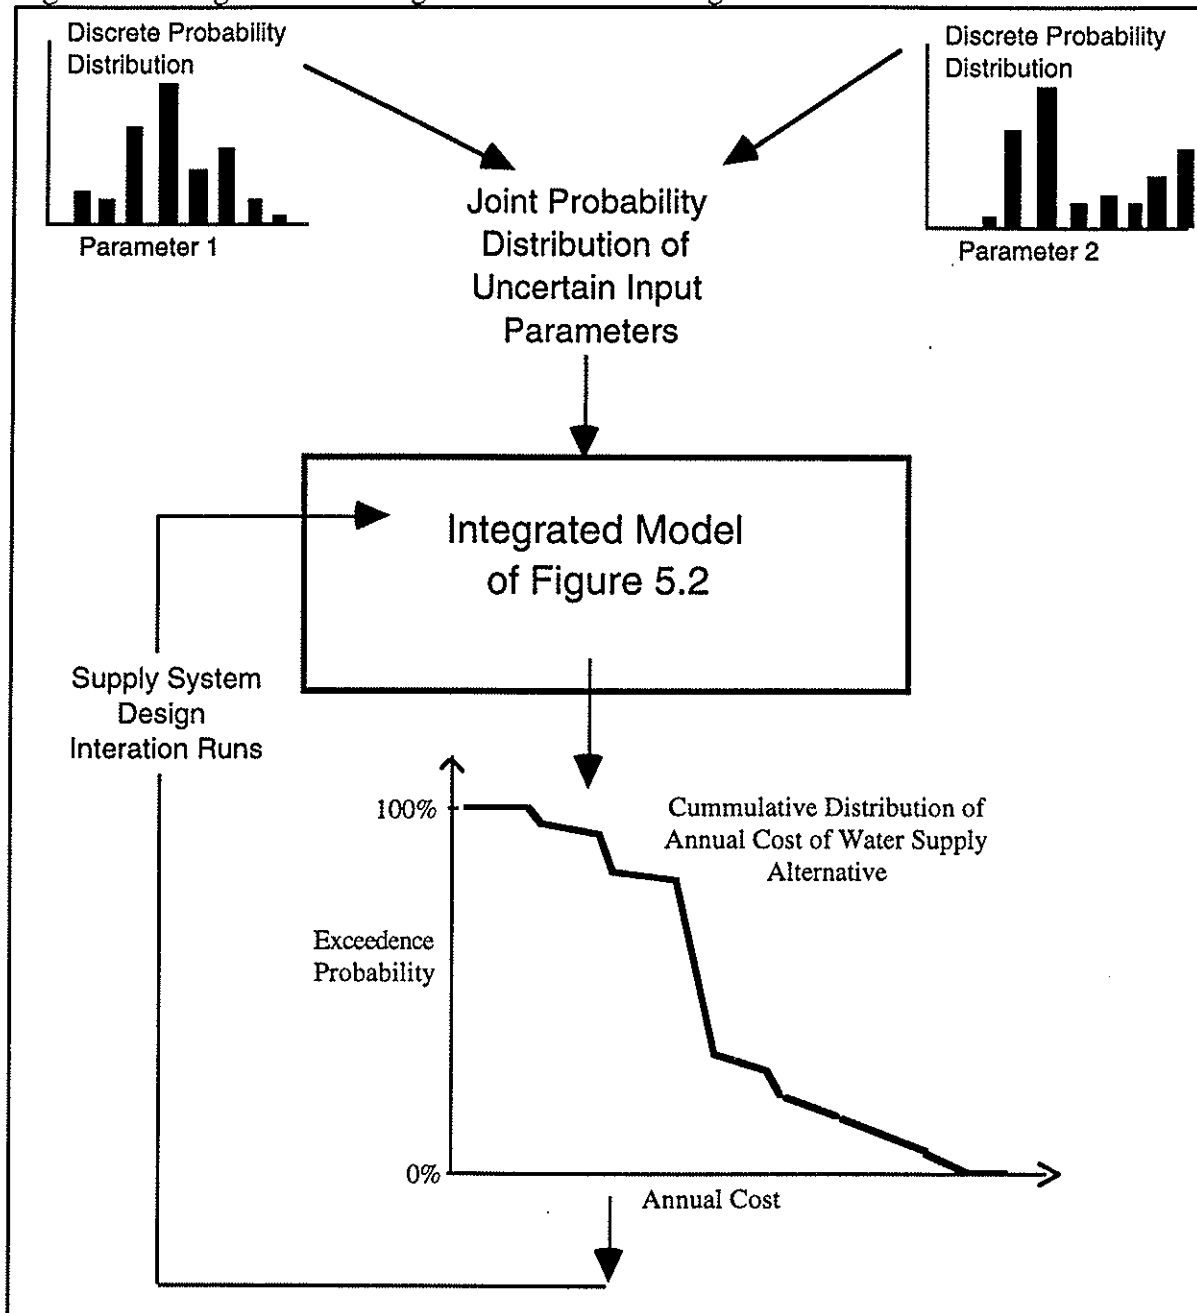 Discrete Probability
Distribution
Parameter 1
Discrete Probability
Distribution
Parameter 2
Joint Probability
Distribution of
Uncertain Input
Parameters
Integrated Model
of Figure 5.2
Supply System
Design
Interation Runs
100%
Cummulative Distribution of
Annual Cost of Water Supply
Alternative
Exceedence
Probability
0%
Annual Cost